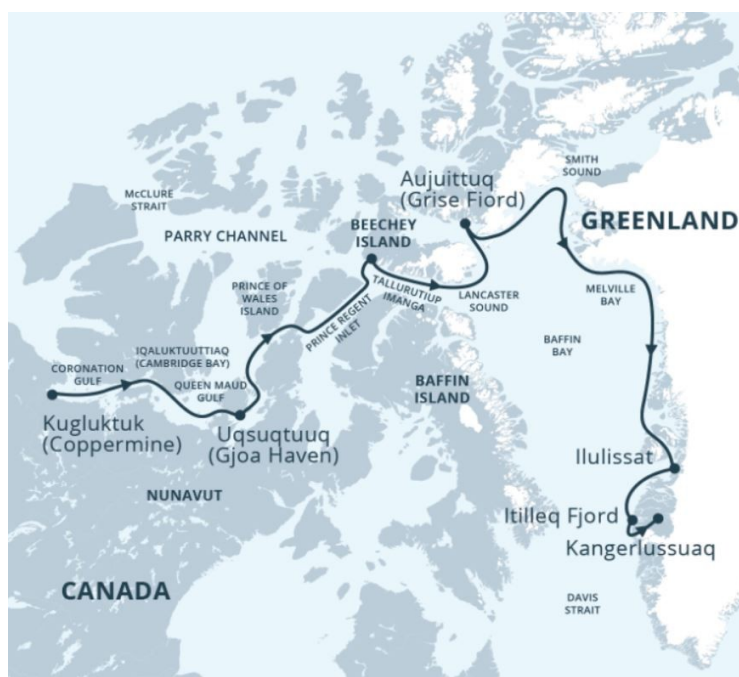 SMITH
SOUND
Aujuittuq
(Grise Fiord)
McCLURE
STRAIT
GREENLAND
BEECHEY
ISLAND
PARRY CHANNEL
TALLURUTIUP
IMANGA
LANCASTER
SOUND
MELVILLE
BAY
PRINCE OF
WALES
ISLAND
PRINCE REGENT
INLET
BAFFIN
BAY
IQALUKTUUTTIAQ
(CAMBRIDGE BAY)
CORONATION
GULF
QUEEN MAUD
GULF
BAFFIN
ISLAND
Kugluktuk
(Coppermine)
Uqsuqtuuq
(Gjoa Haven)
Ilulissat
NUNAVUT
Itilleq Fjord
Kangerlussuaq
CANADA
DAVIS
STRAIT